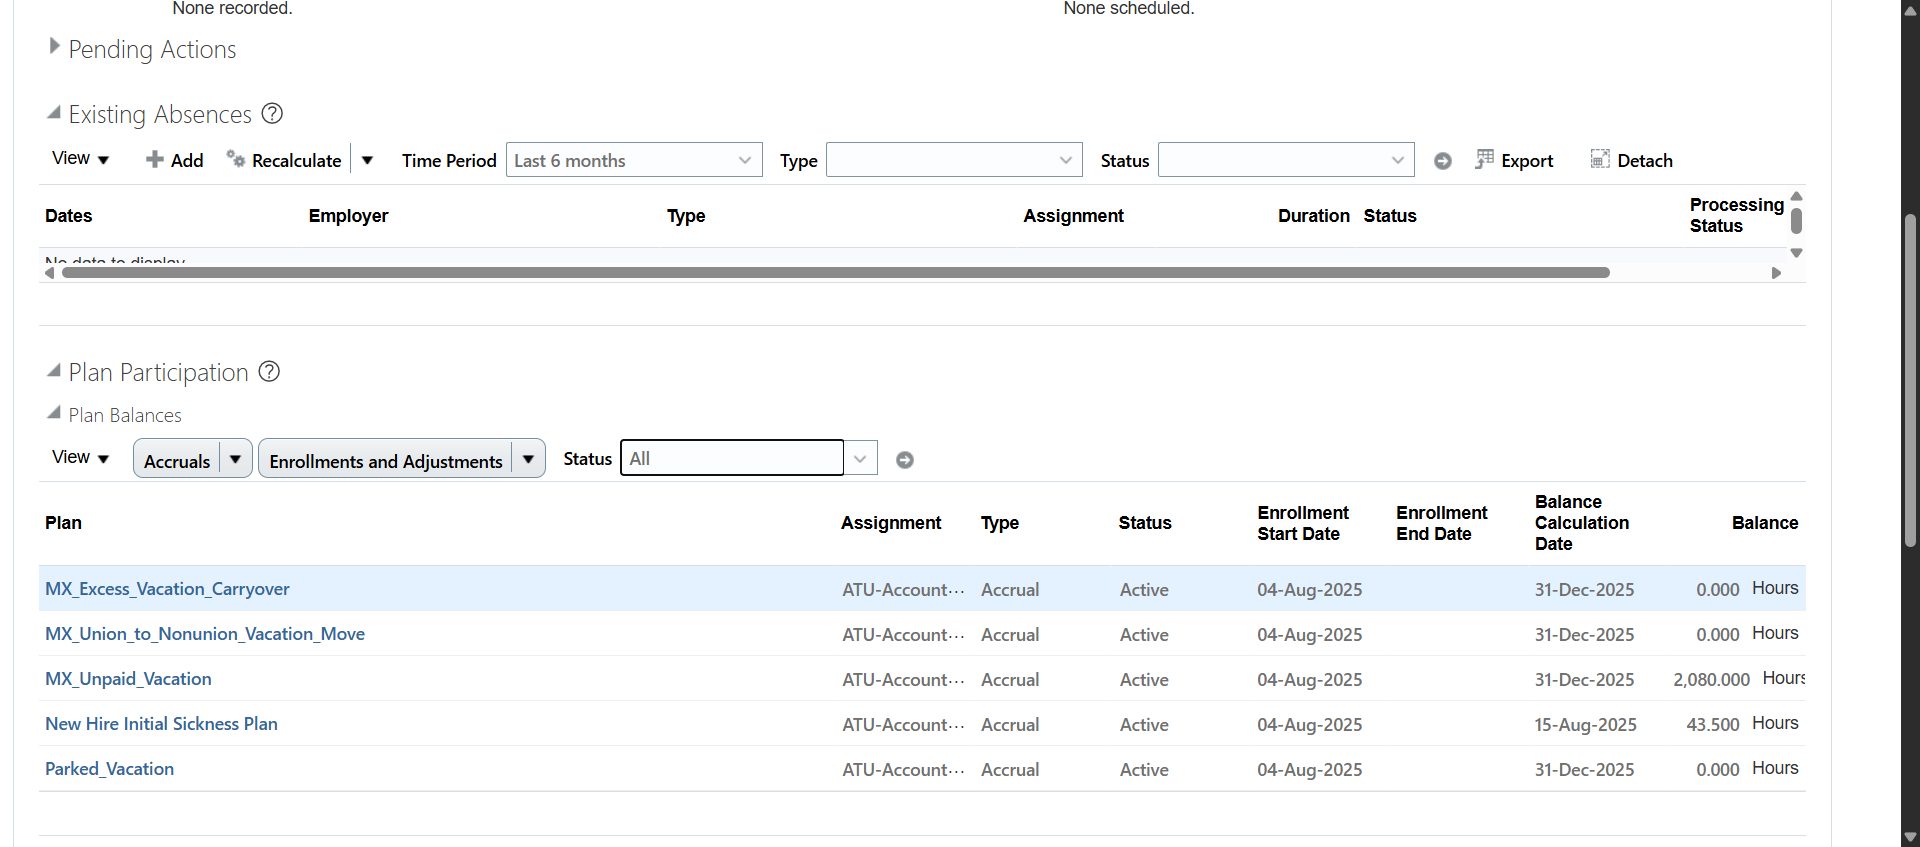 None recorded. None scheduled.
Pending Actions
Existing Absences ?
View Add Recalculate Time Period Last 6 months Type Status Export Detach
Dates Employer Type Assignment Duration Status Processing Status
No data to display
Plan Participation ?
Plan Balances
View Accruals Enrollments and Adjustments Status All
Plan Assignment Type Status Enrollment Start Date Enrollment End Date Balance Calculation Date Balance
MX_Excess_Vacation_Carryover ATU-Account... Accrual Active 04-Aug-2025 31-Dec-2025 0.000 Hours
MX_Union_to_Nonunion_Vacation_Move ATU-Account... Accrual Active 04-Aug-2025 31-Dec-2025 0.000 Hours
MX_Unpaid_Vacation ATU-Account... Accrual Active 04-Aug-2025 31-Dec-2025 2,080.000 Hours
New Hire Initial Sickness Plan ATU-Account... Accrual Active 04-Aug-2025 15-Aug-2025 43.500 Hours
Parked_Vacation ATU-Account... Accrual Active 04-Aug-2025 31-Dec-2025 0.000 Hours